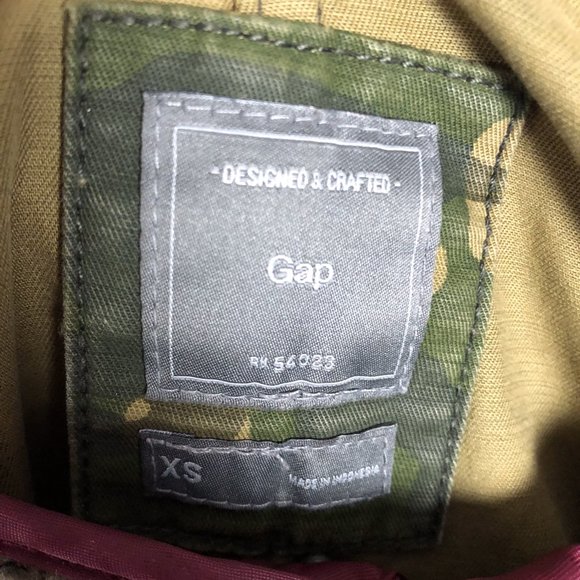 - DESIGNED & CRAFTED -
Gap
RN 54023
XS
MADE IN INDONESIA